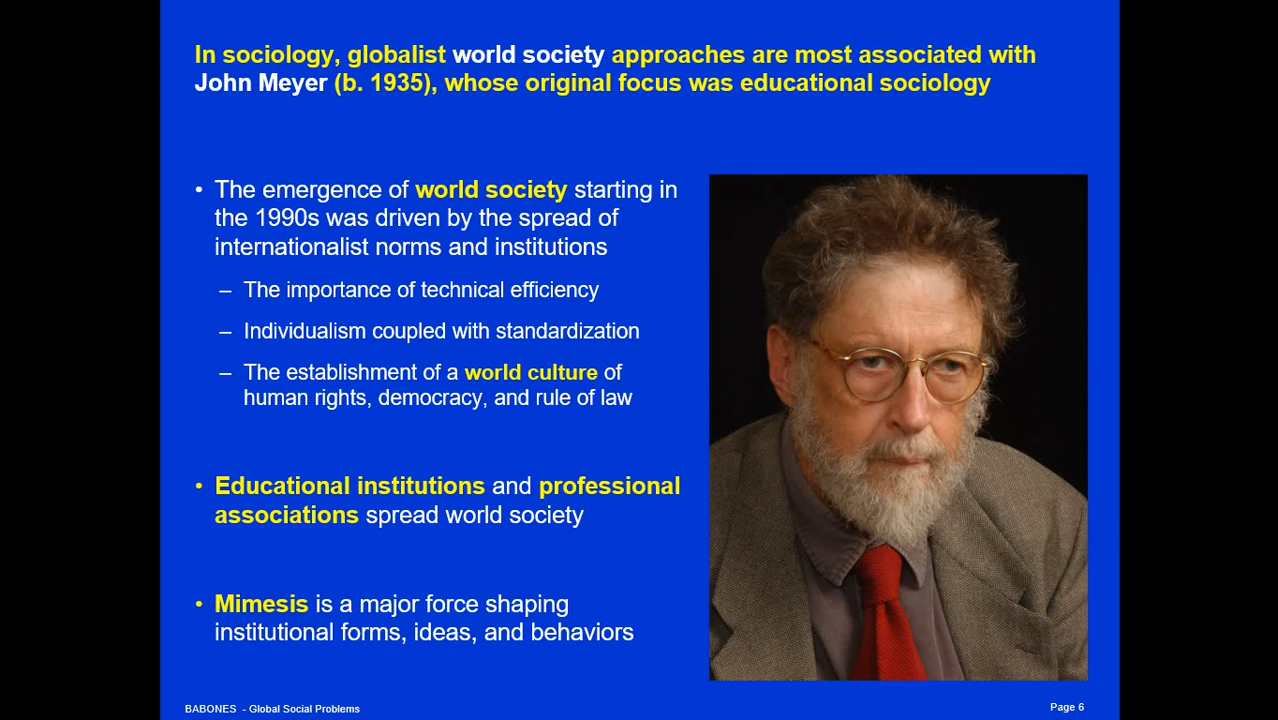 In sociology, globalist world society approaches are most associated with
John Meyer (b. 1935), whose original focus was educational sociology
• The emergence of world society starting in
the 1990s was driven by the spread of
internationalist norms and institutions
– The importance of technical efficiency
– Individualism coupled with standardization
– The establishment of a world culture of
human rights, democracy, and rule of law
• Educational institutions and professional
associations spread world society
• Mimesis is a major force shaping
institutional forms, ideas, and behaviors
BABONES - Global Social Problems
Page 6